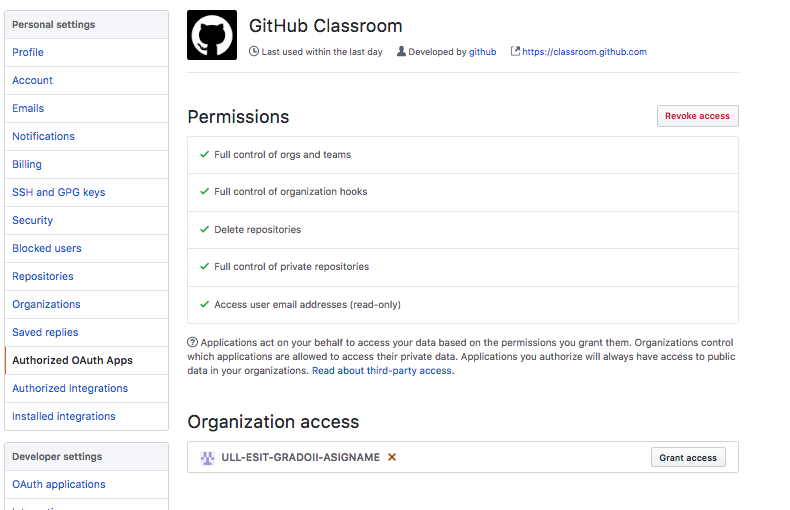 Personal settings
Profile
Account
Emails
Notifications
Billing
SSH and GPG keys
Security
Blocked users
Repositories
Organizations
Saved replies
Authorized OAuth Apps
Authorized Integrations
Installed integrations
Developer settings
OAuth applications
GitHub Classroom
Last used within the last day Developed by github https://classroom.github.com
Permissions
Revoke access
Full control of orgs and teams
Full control of organization hooks
Delete repositories
Full control of private repositories
Access user email addresses (read-only)
Applications act on your behalf to access your data based on the permissions you grant them. Organizations control
which applications are allowed to access their private data. Applications you authorize will always have access to public
data in your organizations. Read about third-party access.
Organization access
ULL-ESIT-GRADOII-ASIGNAME
Grant access